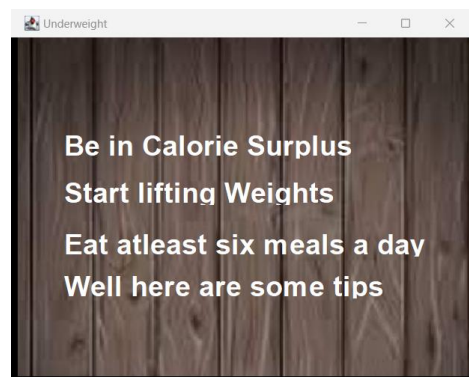 Underweight
Be in Calorie Surplus
Start lifting Weights
Eat atleast six meals a day
Well here are some tips